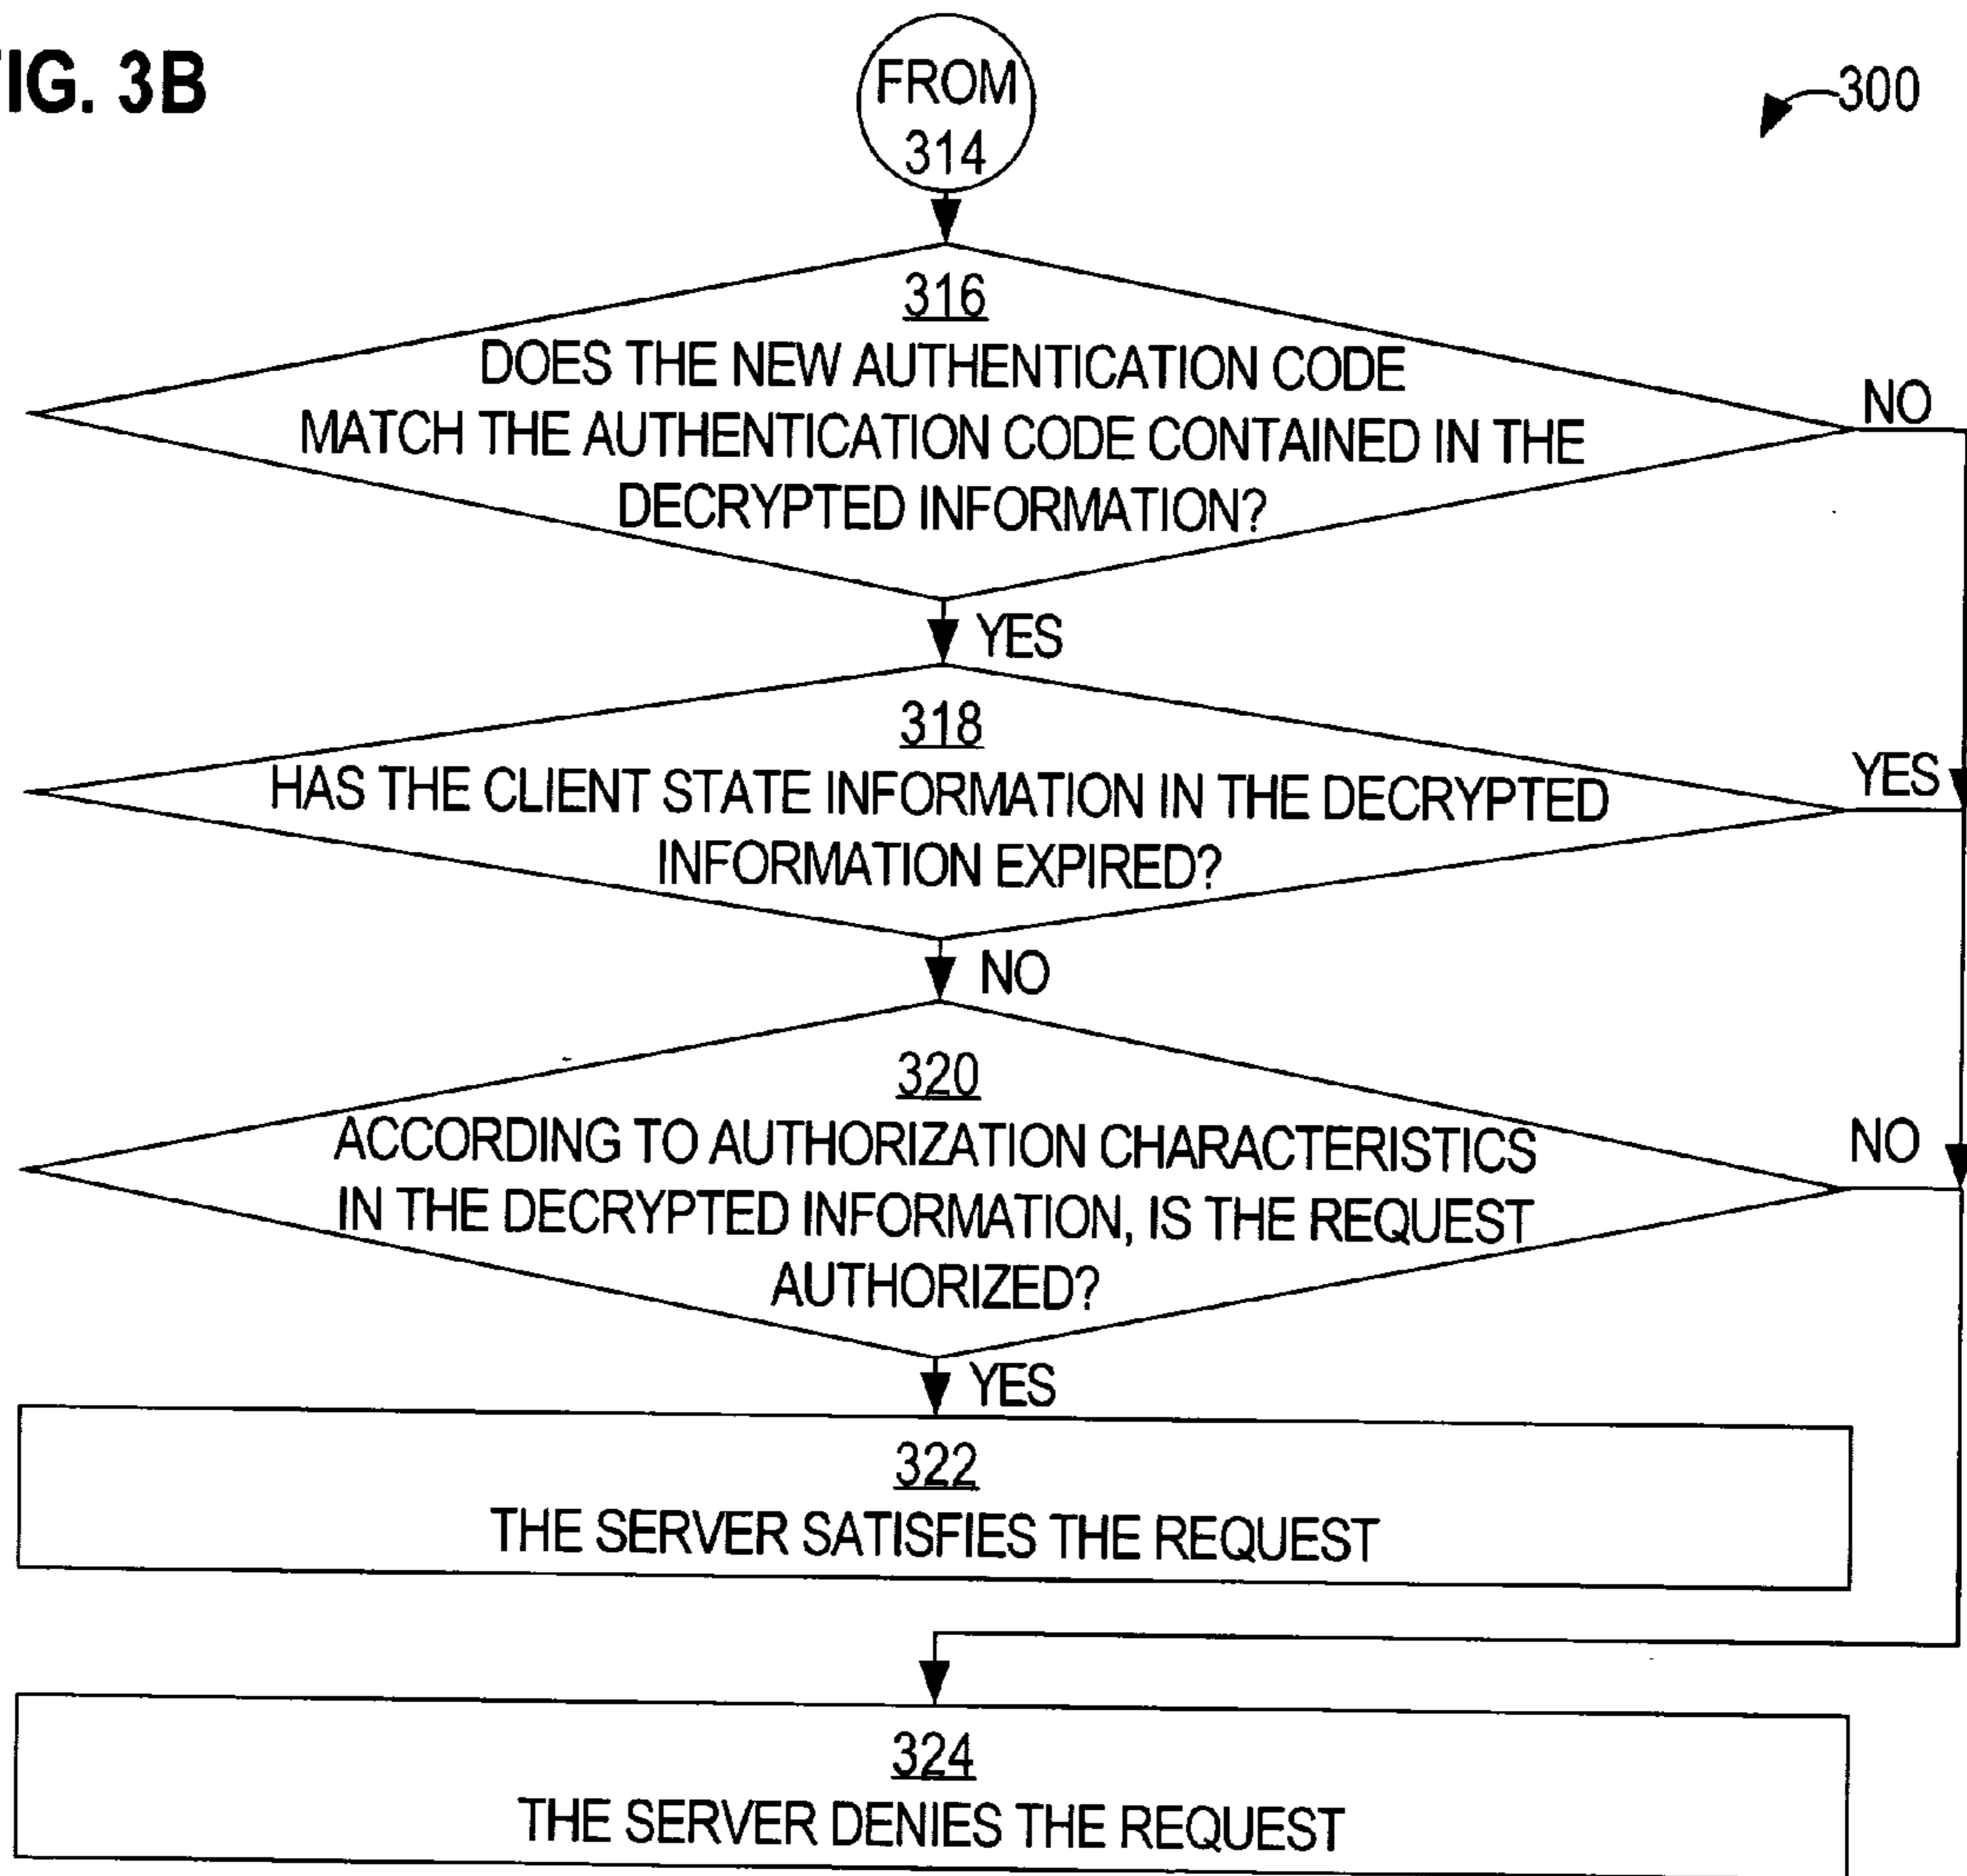 FIG. 3B
FROM
314
300
316
DOES THE NEW AUTHENTICATION CODE
MATCH THE AUTHENTICATION CODE CONTAINED IN THE
DECRYPTED INFORMATION?
NO
YES
318
HAS THE CLIENT STATE INFORMATION IN THE DECRYPTED
INFORMATION EXPIRED?
YES
NO
320
ACCORDING TO AUTHORIZATION CHARACTERISTICS
IN THE DECRYPTED INFORMATION, IS THE REQUEST
AUTHORIZED?
NO
YES
322
THE SERVER SATISFIES THE REQUEST
324
THE SERVER DENIES THE REQUEST